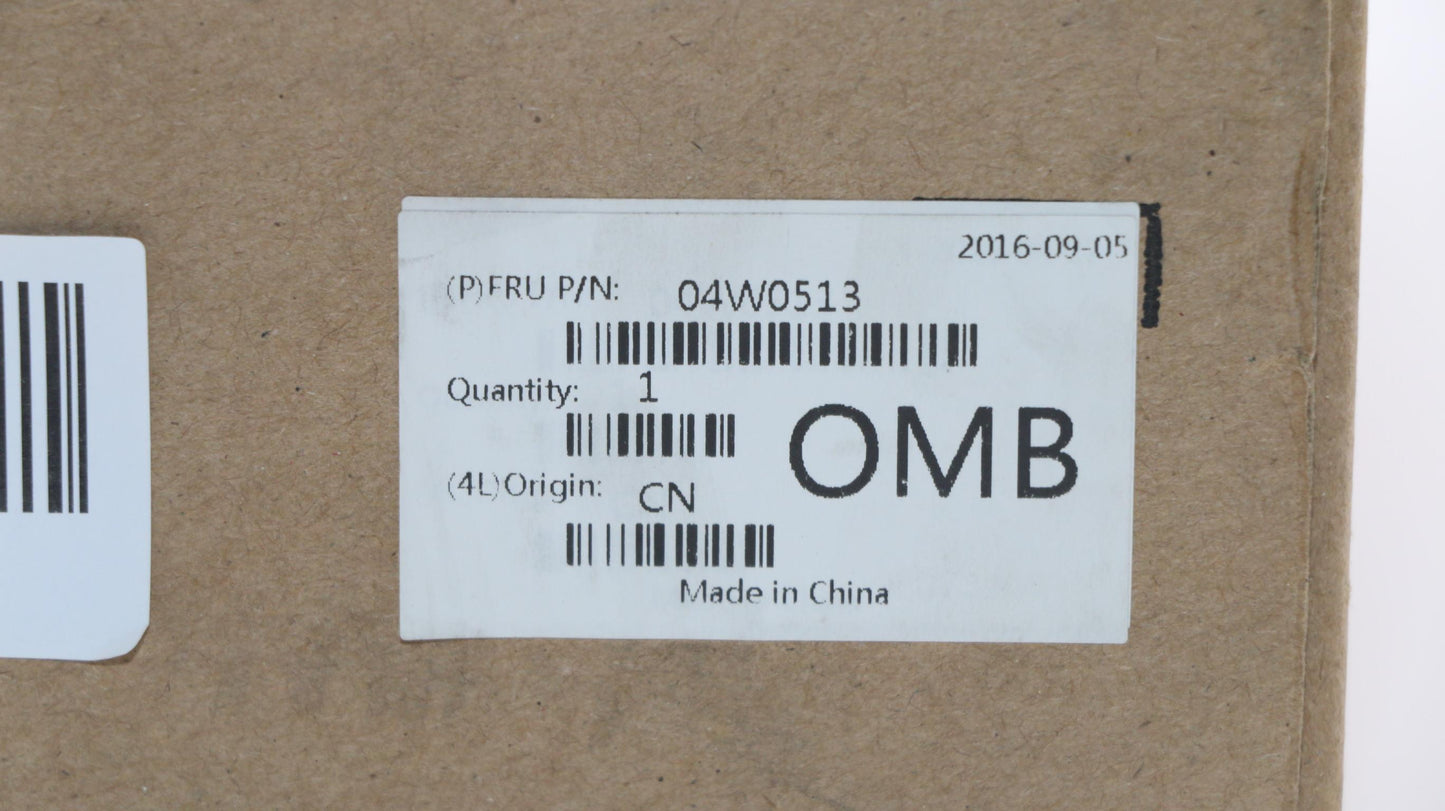 2016-09-05
(P)FRU P/N: 04W0513
Quantity: 1
OMB
(4L)Origin: CN
Made in China